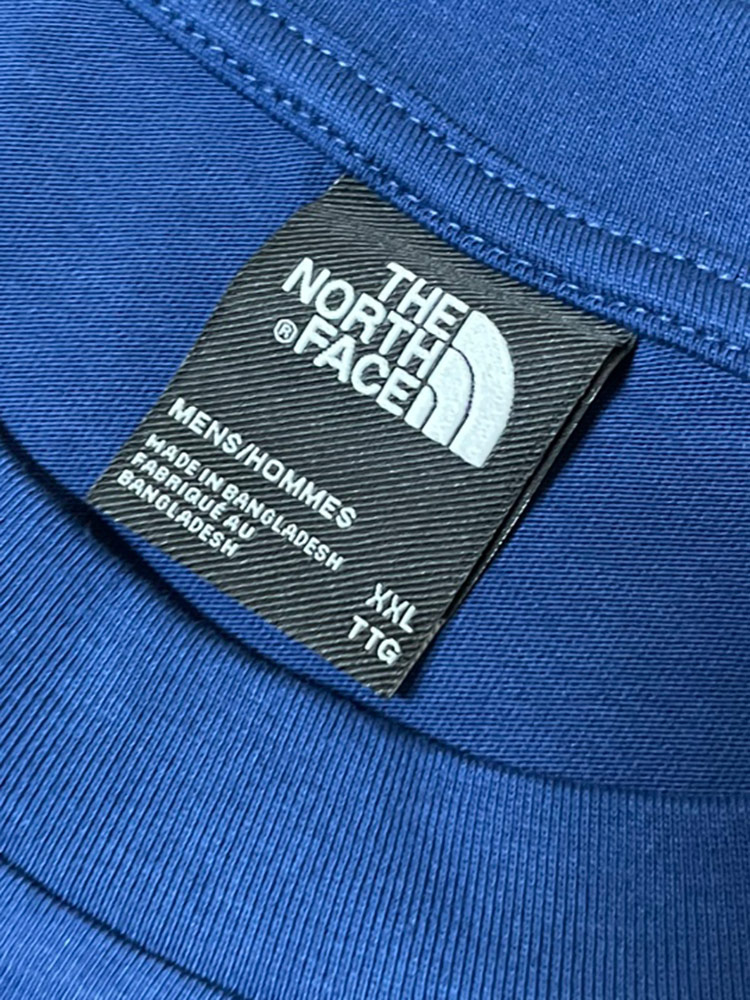 THE
NORTH
® FACE
MENS/HOMMES
MADE IN BANGLADESH
FABRIQUÉ AU
BANGLADESH
XXL
TTG